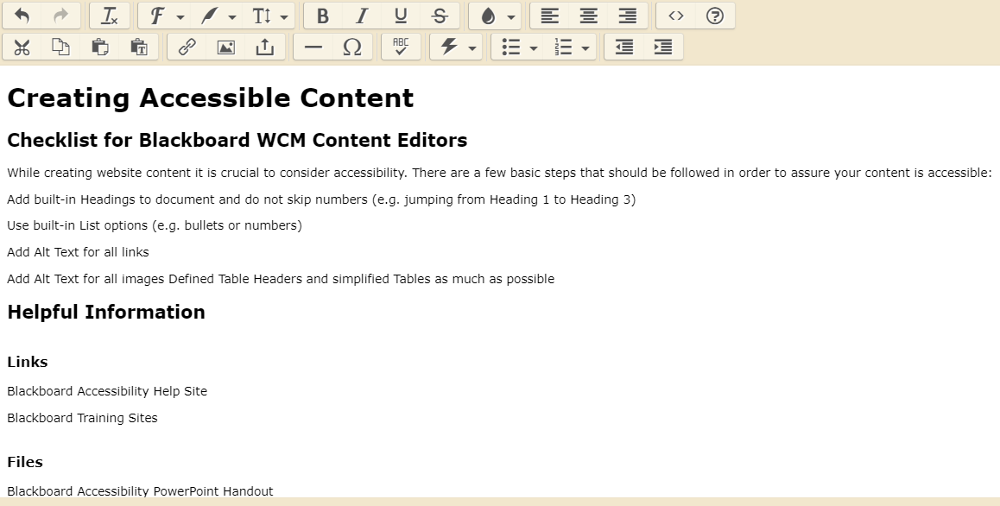 ABC
Creating Accessible Content
Checklist for Blackboard WCM Content Editors
While creating website content it is crucial to consider accessibility. There are a few basic steps that should be followed in order to assure your content is accessible:
Add built-in Headings to document and do not skip numbers (e.g. jumping from Heading 1 to Heading 3)
Use built-in List options (e.g. bullets or numbers)
Add Alt Text for all links
Add Alt Text for all images Defined Table Headers and simplified Tables as much as possible
Helpful Information
Links
Blackboard Accessibility Help Site
Blackboard Training Sites
Files
Blackboard Accessibility PowerPoint Handout